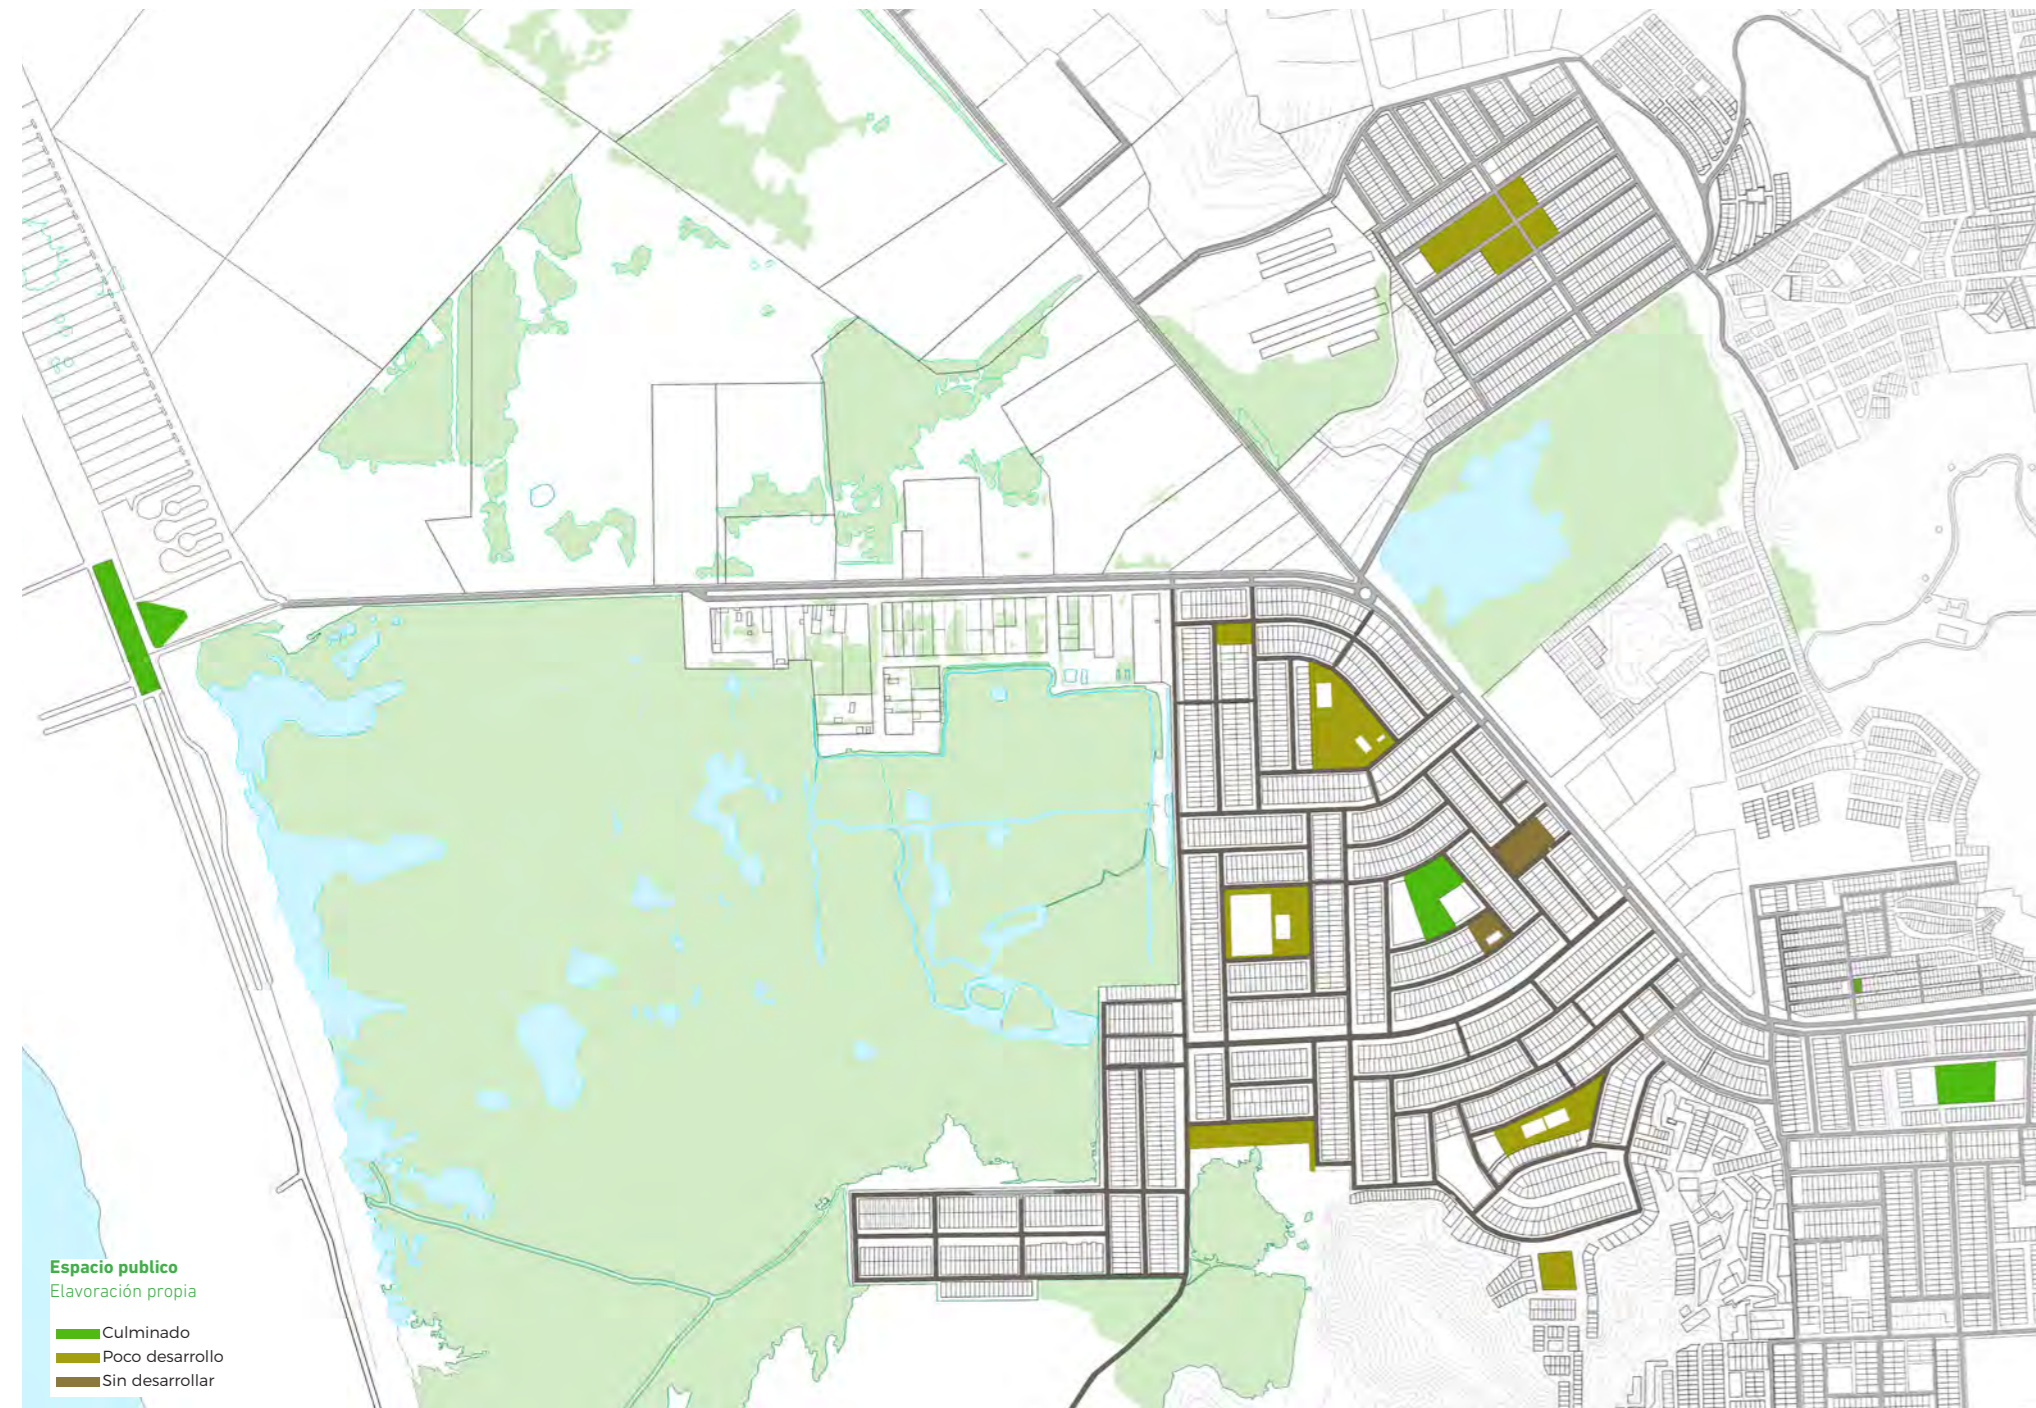 Espacio publico
Elavoración propia
Culminado
Poco desarrollo
Sin desarrollar